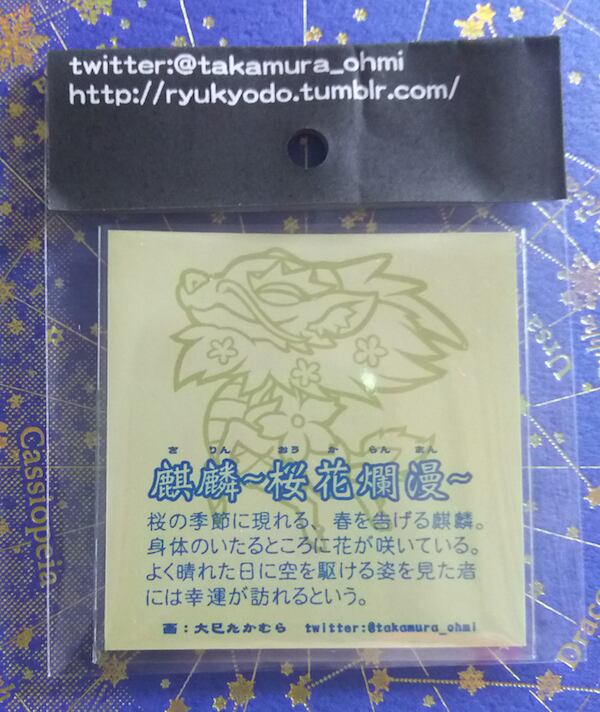 twitter:@takamura_ohmi
http://ryukyodo.tumblr.com/
きりん おうからんまん
麒麟~桜花爛漫~
桜の季節に現れる、春を告げる麒麟。
身体のいたるところに花が咲いている。
よく晴れた日に空を駆ける姿を見た者
には幸運が訪れるという。
画：大巳たかむら twitter:@takamura_ohmi
Cassiopeia
Ursa
Draco